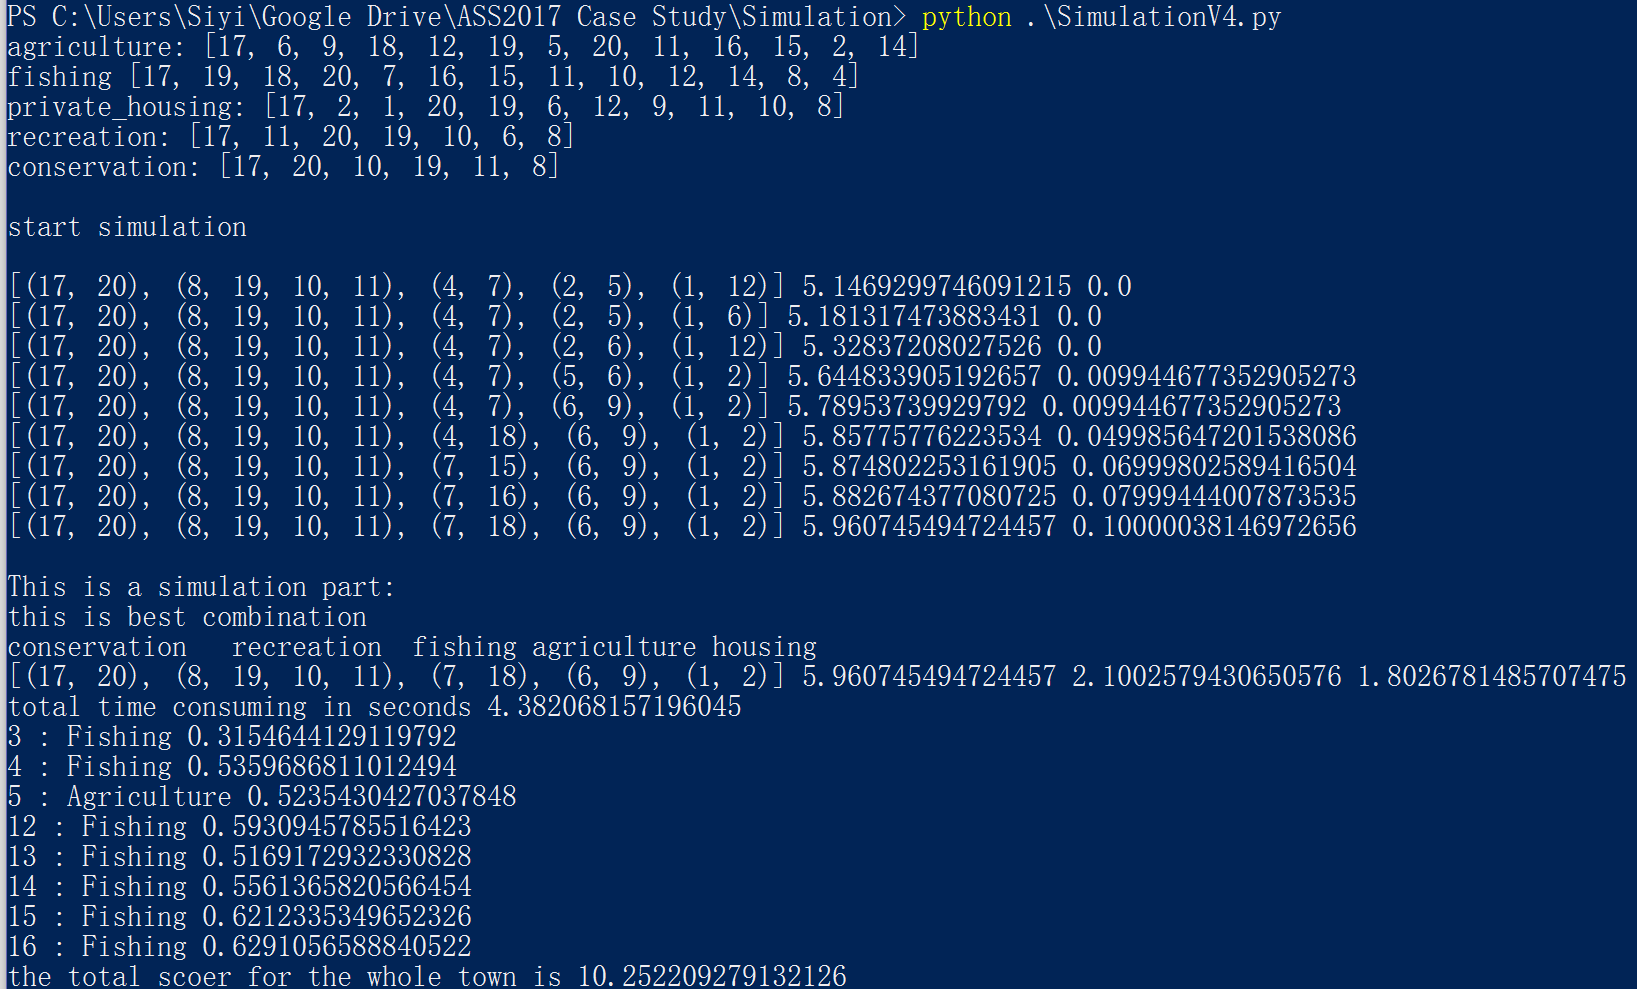 PS C:\Users\Siyi\Google Drive\ASS2017 Case Study\Simulation> python .\SimulationV4.py
agriculture: [17, 6, 9, 18, 12, 19, 5, 20, 11, 16, 15, 2, 14]
fishing [17, 19, 18, 20, 7, 16, 15, 11, 10, 12, 14, 8, 4]
private_housing: [17, 2, 1, 20, 19, 6, 12, 9, 11, 10, 8]
recreation: [17, 11, 20, 19, 10, 6, 8]
conservation: [17, 20, 10, 19, 11, 8]
start simulation
[(17, 20), (8, 19, 10, 11), (4, 7), (2, 5), (1, 12)] 5.1469299746091215 0.0
[(17, 20), (8, 19, 10, 11), (4, 7), (2, 5), (1, 6)] 5.181317473883431 0.0
[(17, 20), (8, 19, 10, 11), (4, 7), (2, 6), (1, 12)] 5.32837208027526 0.0
[(17, 20), (8, 19, 10, 11), (4, 7), (5, 6), (1, 2)] 5.644833905192657 0.009944677352905273
[(17, 20), (8, 19, 10, 11), (4, 7), (6, 9), (1, 2)] 5.78953739929792 0.009944677352905273
[(17, 20), (8, 19, 10, 11), (4, 18), (6, 9), (1, 2)] 5.85775776223534 0.049985647201538086
[(17, 20), (8, 19, 10, 11), (7, 15), (6, 9), (1, 2)] 5.874802253161905 0.06999802589416504
[(17, 20), (8, 19, 10, 11), (7, 16), (6, 9), (1, 2)] 5.882674377080725 0.07999444007873535
[(17, 20), (8, 19, 10, 11), (7, 18), (6, 9), (1, 2)] 5.960745494724457 0.10000038146972656
This is a simulation part:
this is best combination
conservation   recreation  fishing agriculture housing
[(17, 20), (8, 19, 10, 11), (7, 18), (6, 9), (1, 2)] 5.960745494724457 2.1002579430650576 1.8026781485707475
total time consuming in seconds 4.382068157196045
3 : Fishing 0.3154644129119792
4 : Fishing 0.5359686811012494
5 : Agriculture 0.5235430427037848
12 : Fishing 0.5930945785516423
13 : Fishing 0.5169172932330828
14 : Fishing 0.5561365820566454
15 : Fishing 0.6212335349652326
16 : Fishing 0.6291056588840522
the total scoer for the whole town is 10.252209279132126